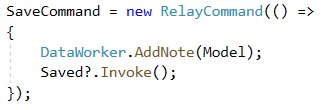 SaveCommand = new RelayCommand(() =>
{
    DataWorker.AddNote(Model);
    Saved?.Invoke();
});